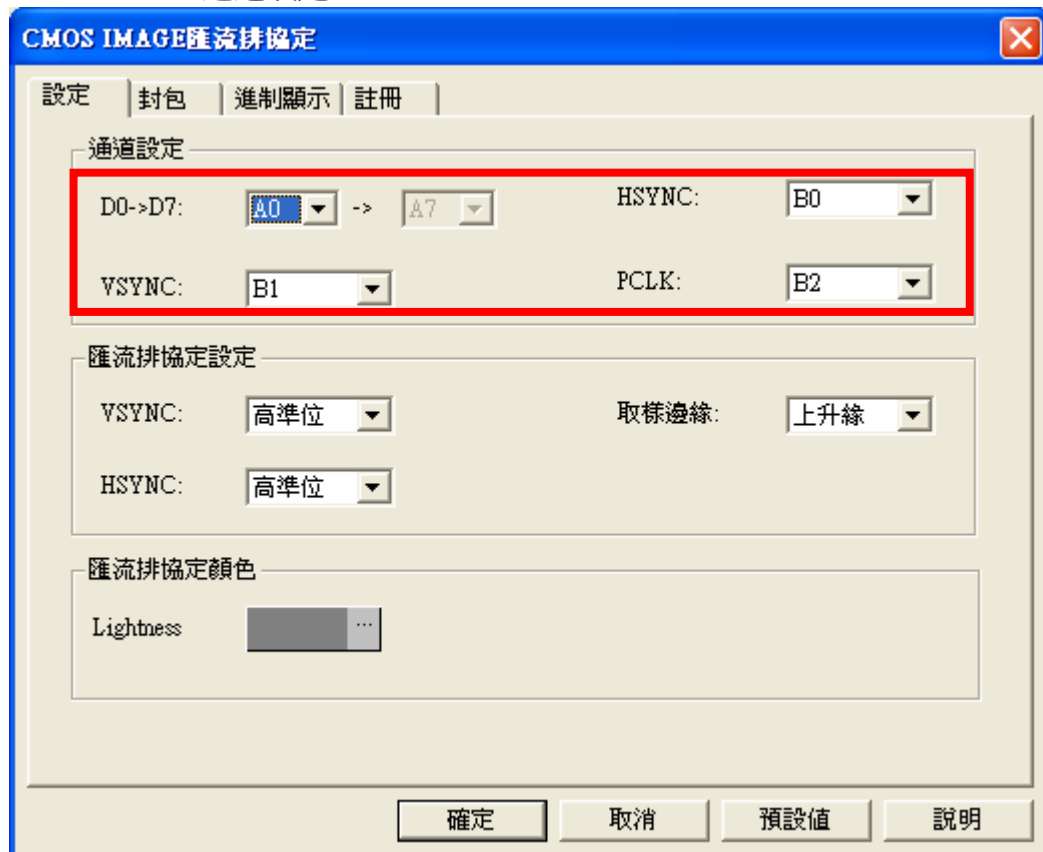 CMOS IMAGE匯流排協定
設定 封包 進制顯示 註冊
通道設定
D0->D7: A0 -> A7 HSYNC: B0
VSYNC: B1 PCLK: B2
匯流排協定設定
VSYNC: 高準位 取樣邊緣: 上升緣
HSYNC: 高準位
匯流排協定顏色
Lightness ...
確定 取消 預設值 說明